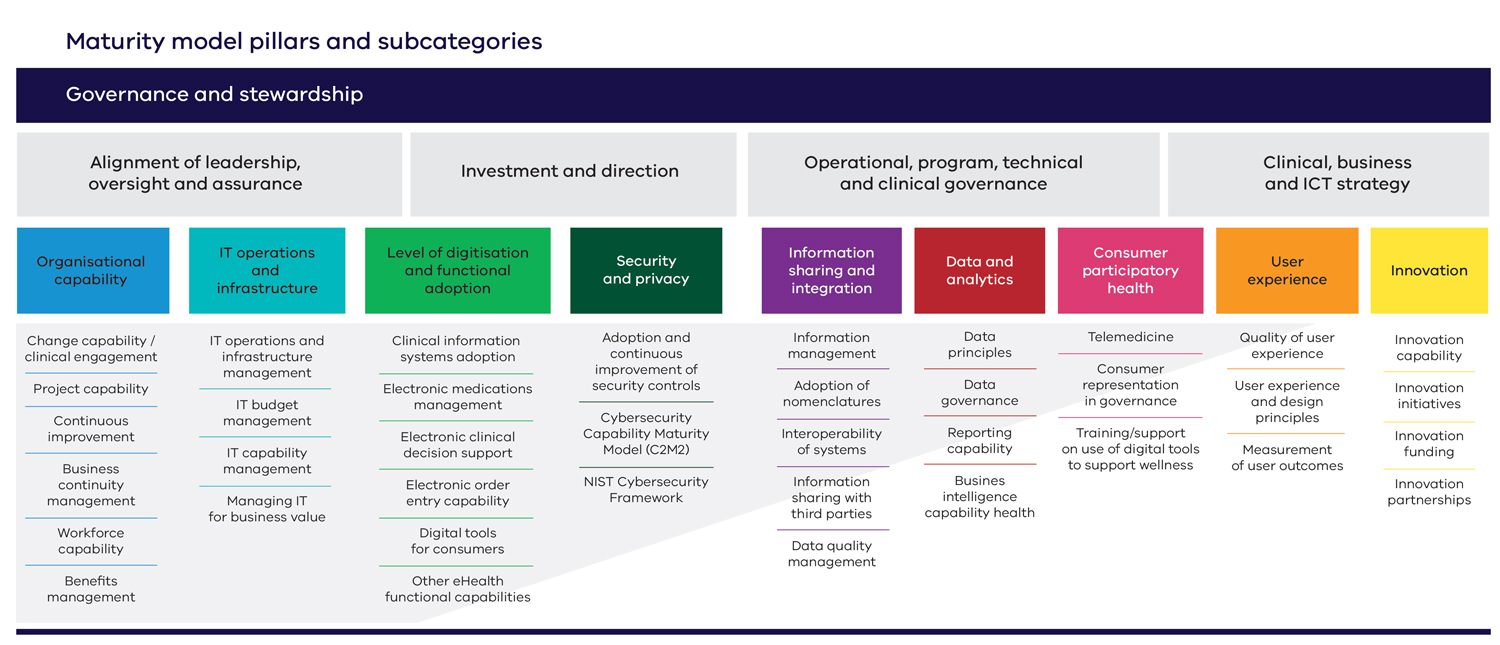 Maturity model pillars and subcategories
Governance and stewardship
Alignment of leadership,
oversight and assurance
Investment and direction
Operational, program, technical
and clinical governance
Clinical, business
and ICT strategy
Organisational
capability
Change capability /
clinical engagement
Project capability
Continuous
improvement
Business
continuity
management
Workforce
capability
Benefits
management
IT operations
and
infrastructure
IT operations and
infrastructure
management
IT budget
management
IT capability
management
Managing IT
for business value
Level of digitisation
and functional
adoption
Clinical information
systems adoption
Electronic medications
management
Electronic clinical
decision support
Electronic order
entry capability
Digital tools
for consumers
Other eHealth
functional capabilities
Security
and privacy
Adoption and
continuous
improvement
of security controls
Cybersecurity
Capability Maturity
Model (C2M2)
NIST Cybersecurity
Framework
Information
sharing and
integration
Information
management
Adoption of
nomenclatures
Interoperability
of systems
Information
sharing with
third parties
Data quality
management
Data and
analytics
Data
principles
Data
governance
Reporting
capability
Busines
intelligence
capability health
Consumer
participatory
health
Telemedicine
Consumer
representation
in governance
Training/support
on use of digital tools
to support wellness
User
experience
Quality of user
experience
User experience
and design
principles
Measurement
of user outcomes
Innovation
Innovation
capability
Innovation
initiatives
Innovation
funding
Innovation
partnerships